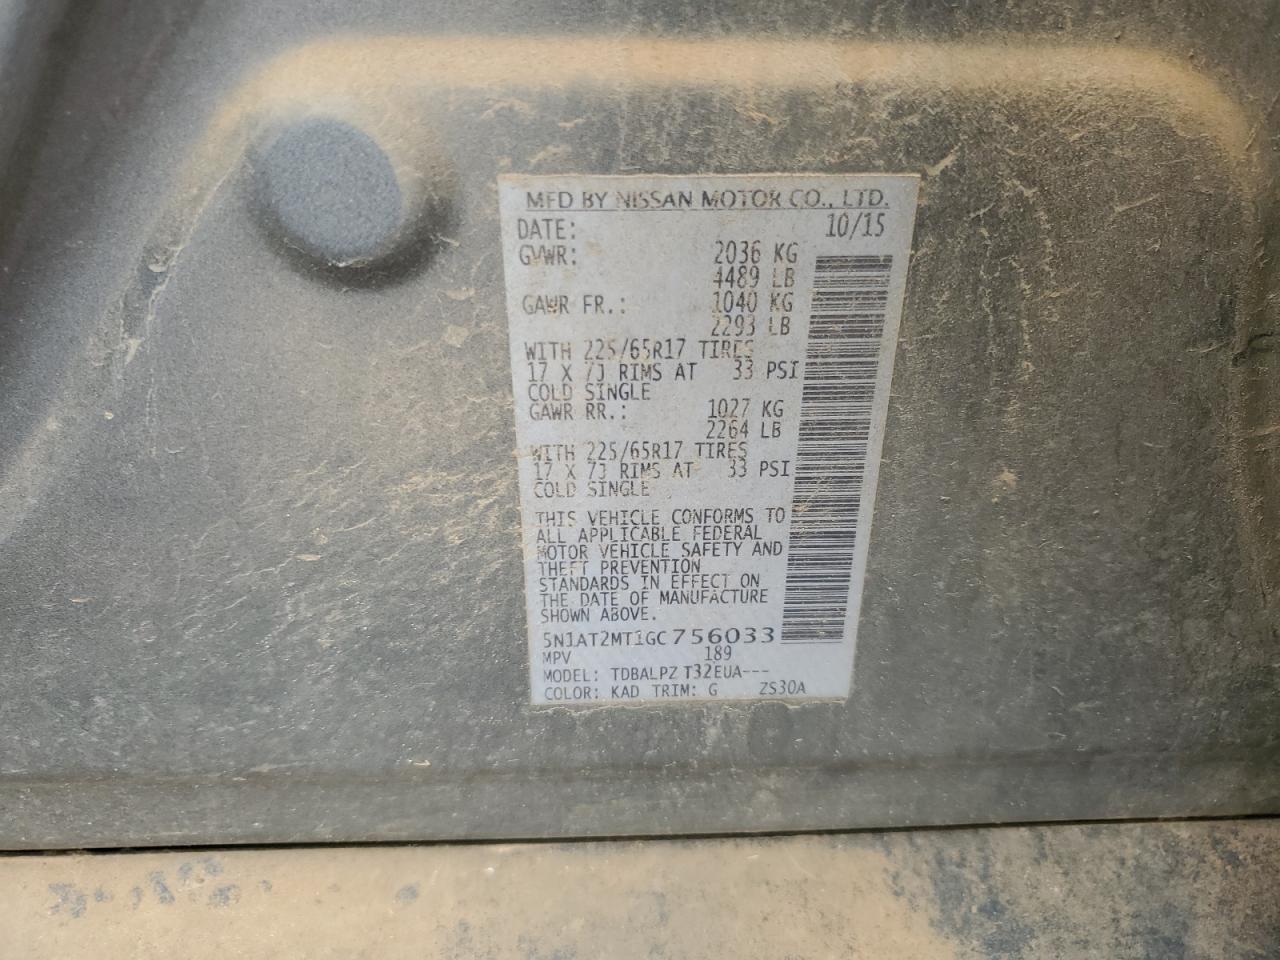 MFD BY NISSAN MOTOR CO., LTD.
DATE: 10/15
GVWR: 2036 KG
4489 LB
GAWR FR.: 1040 KG
2293 LB
WITH 225/65R17 TIRES
17 X 7J RIMS AT 33 PSI
COLD SINGLE
GAWR RR.: 1027 KG
2264 LB
WITH 225/65R17 TIRES
17 X 7J RIMS AT 33 PSI
COLD SINGLE
THIS VEHICLE CONFORMS TO
ALL APPLICABLE FEDERAL
MOTOR VEHICLE SAFETY AND
THEFT PREVENTION
STANDARDS IN EFFECT ON
THE DATE OF MANUFACTURE
SHOWN ABOVE.
5N1AT2MT1GC756033
MPV 189
MODEL: TDBALPZ T32EUA---
COLOR: KAD TRIM: G ZS30A